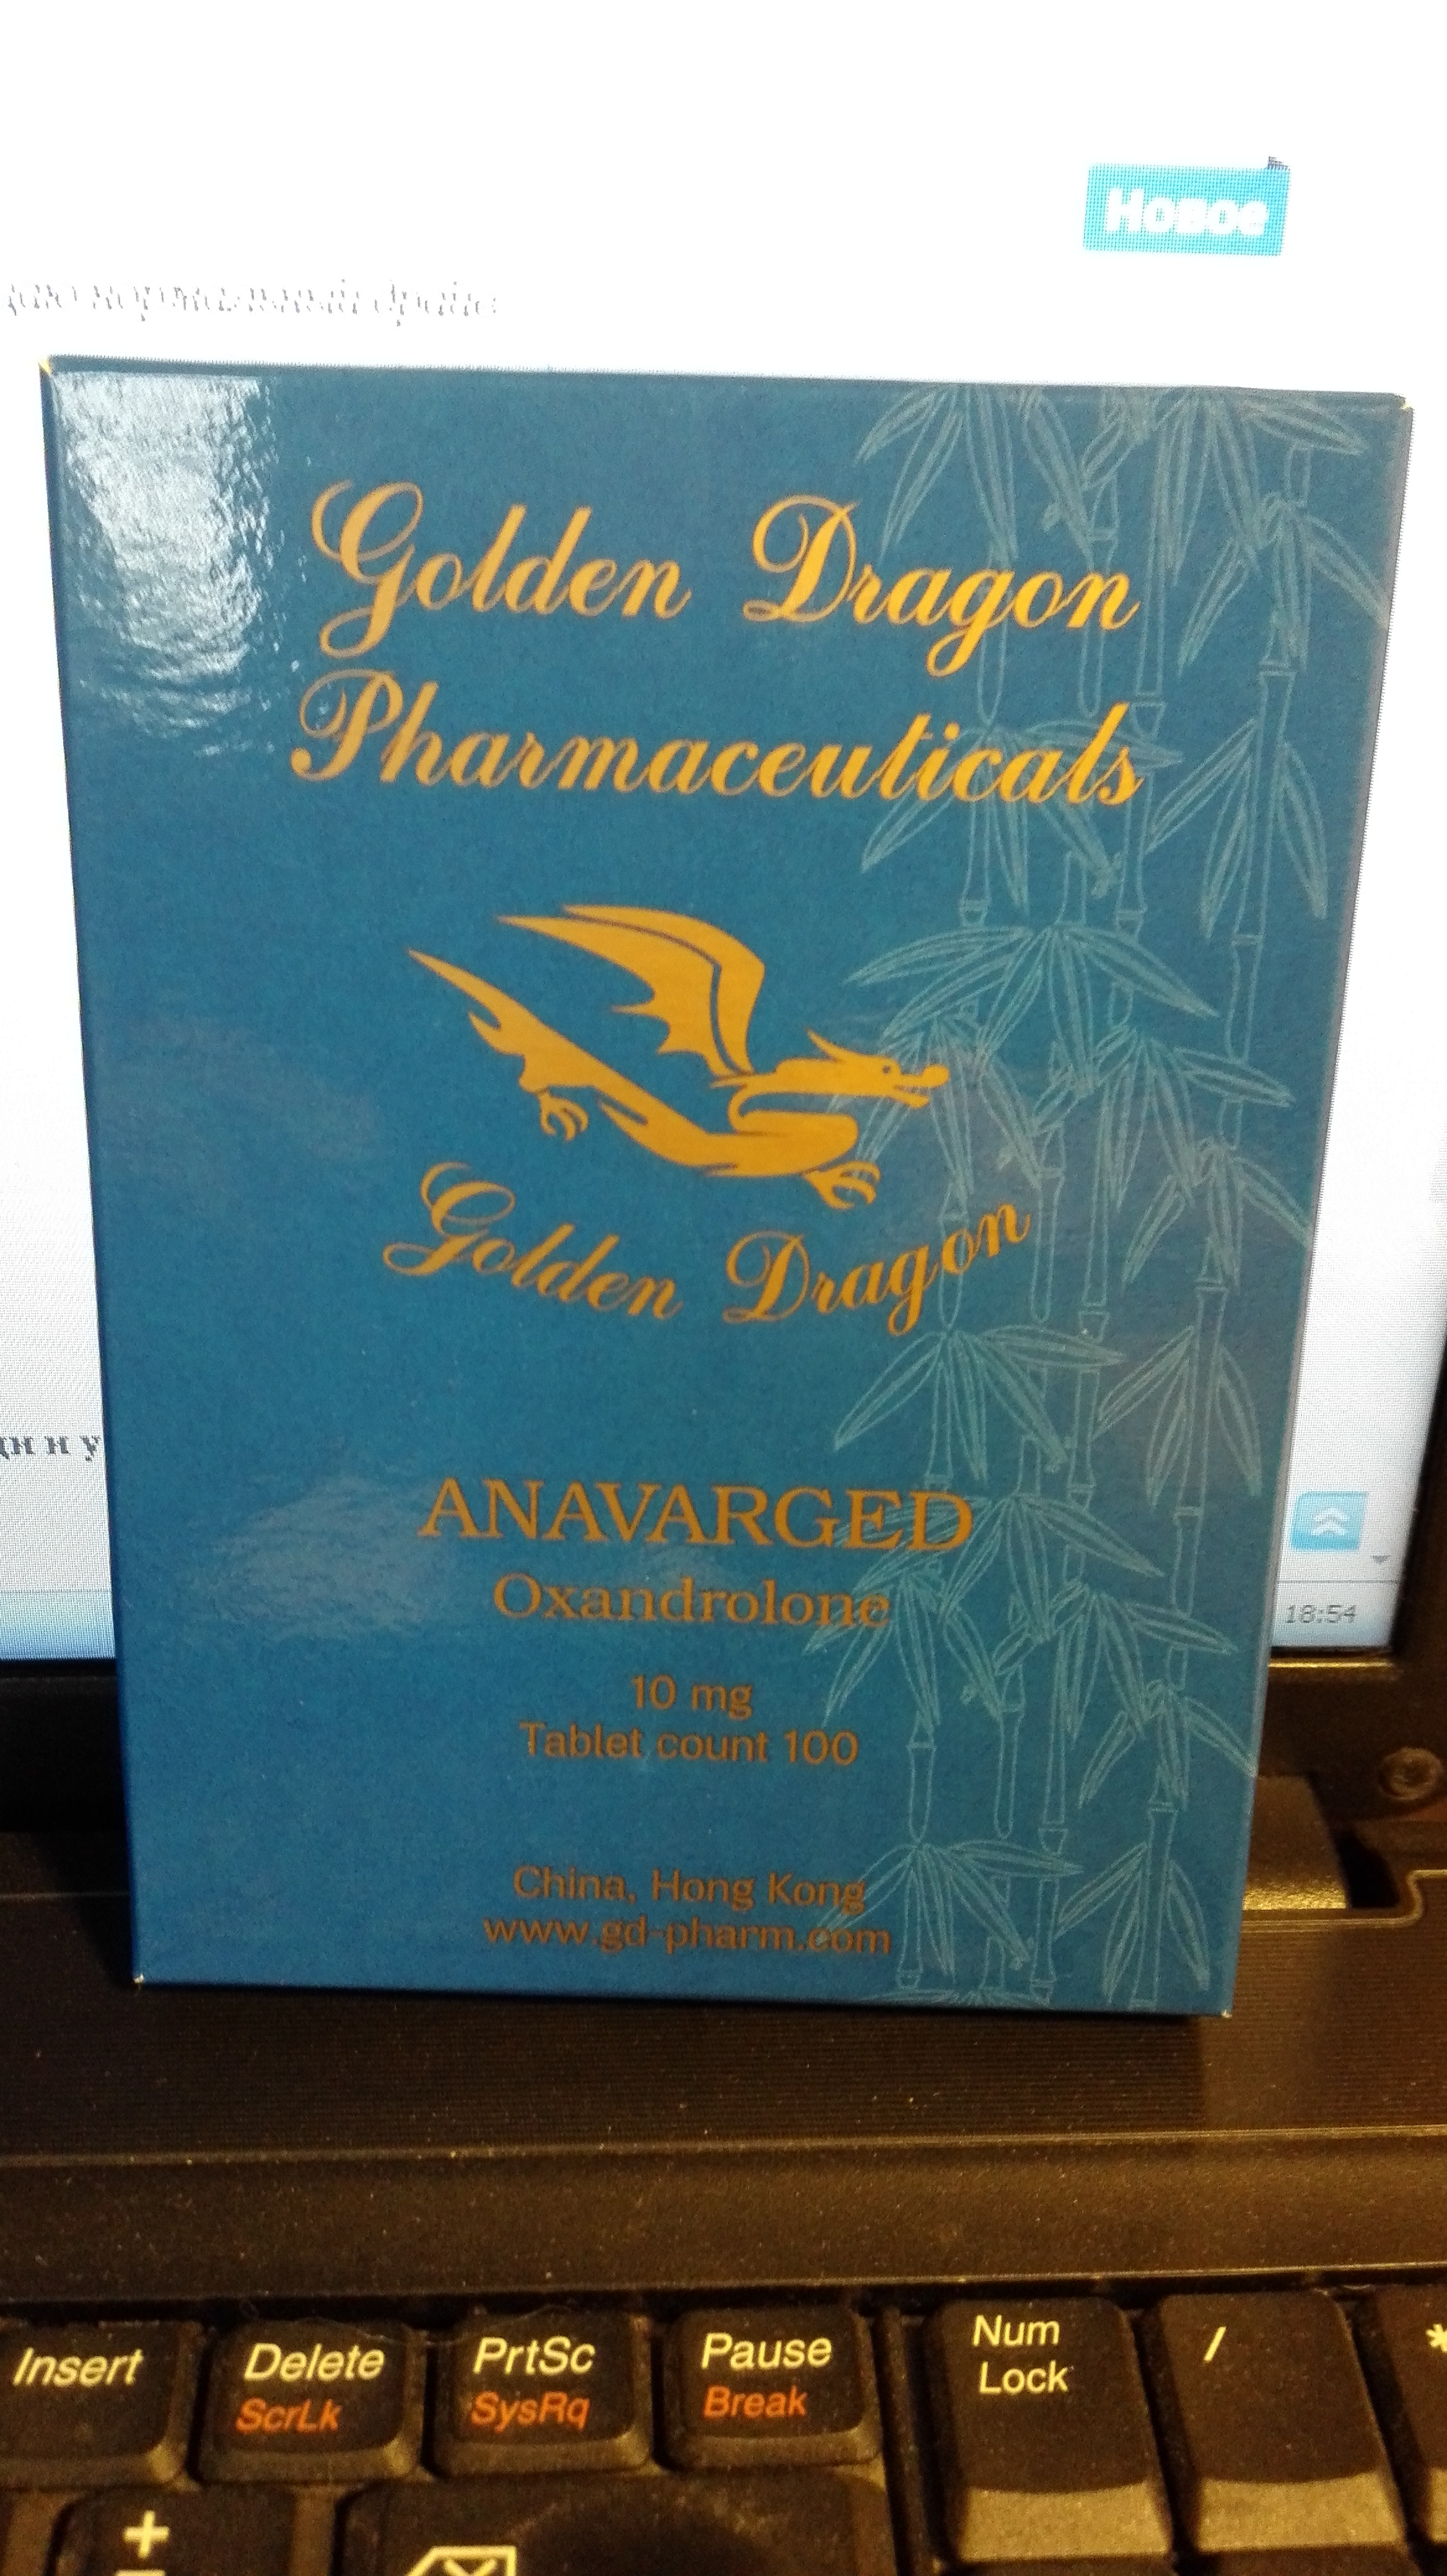 Новое
Golden Dragon
Pharmaceuticals
Golden Dragon
ANAVARGED
Oxandrolone
10 mg
Tablet count 100
China, Hong Kong
www.gd-pharm.com
18:54
Insert
Delete
ScrLk
PrtSc
SysRq
Pause
Break
Num
Lock
/
*
+